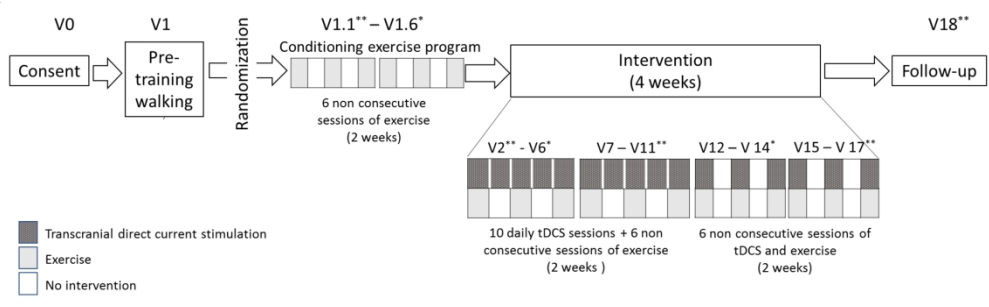 V0
V1
V1.1** – V1.6*
V18**
Consent
Pre-
training
walking
Randomization
Conditioning exercise program
6 non consecutive
sessions of exercise
(2 weeks)
Intervention
(4 weeks)
Follow-up
V2** - V6*
V7 – V11**
V12 – V 14*
V15 – V 17**
10 daily tDCS sessions + 6 non
consecutive sessions of exercise
(2 weeks )
6 non consecutive sessions of
tDCS and exercise
(2 weeks)
Transcranial direct current stimulation
Exercise
No intervention